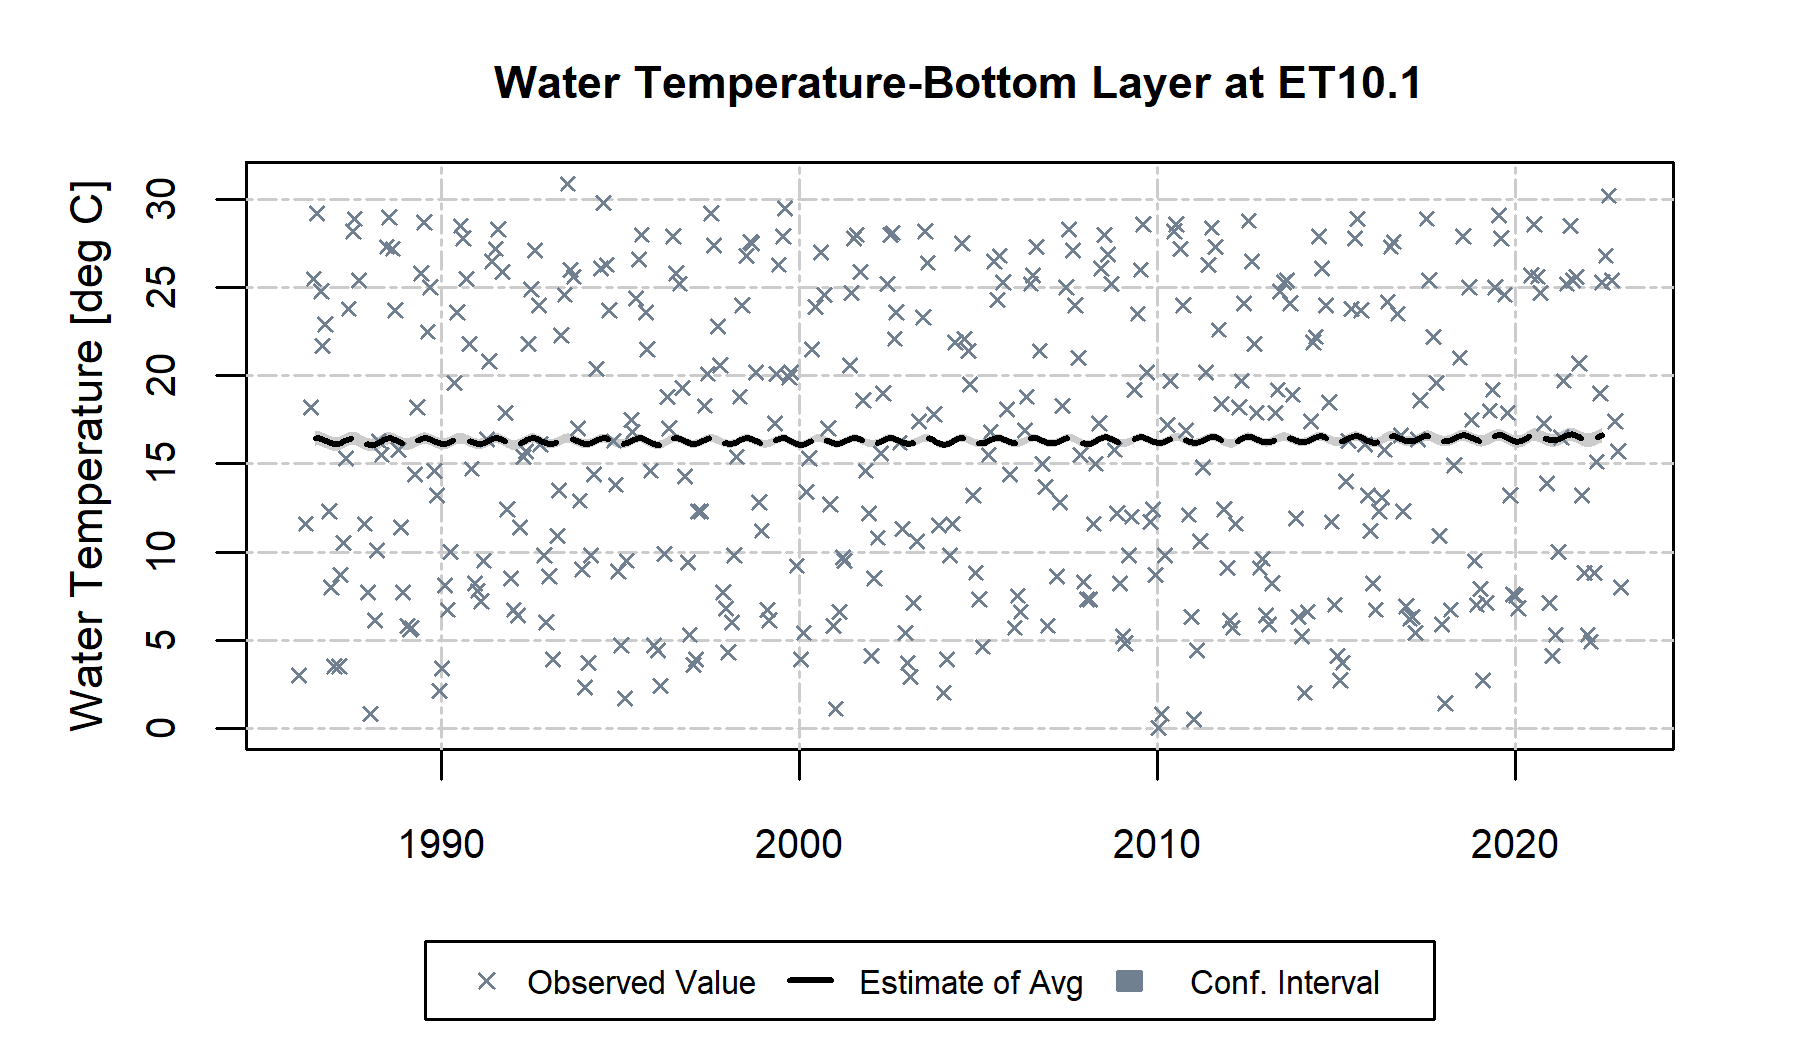 Water Temperature-Bottom Layer at ET10.1
Water Temperature [deg C]
30
25
20
15
10
5
0
1990 2000 2010 2020
Observed Value Estimate of Avg Conf. Interval